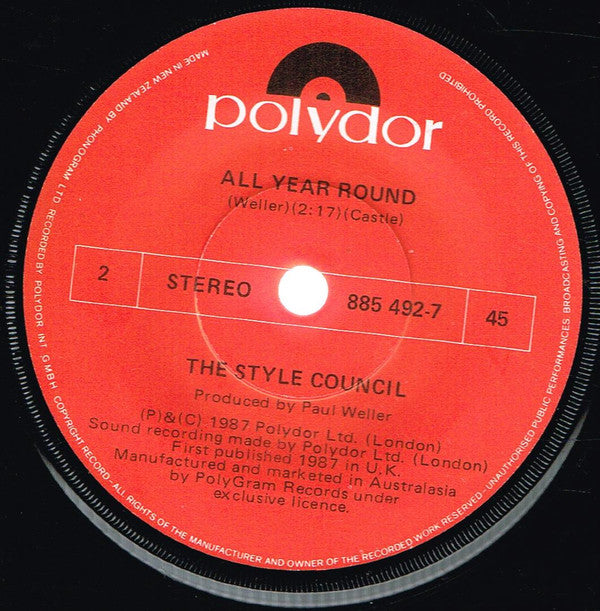 polydor
ALL YEAR ROUND
(Weller)(2:17)(Castle)
2 STEREO 885 492-7 45
THE STYLE COUNCIL
Produced by Paul Weller
(P)&(C) 1987 Polydor Ltd. (London)
Sound recording made by Polydor Ltd. (London)
First published 1987 in U.K.
Manufactured and marketed in Australasia
by PolyGram Records under
exclusive licence.
MADE IN NEW ZEALAND BY PHONOGRAM LTD RECORDED BY POLYDOR INT. GMBH
COPYRIGHT RECORD - ALL RIGHTS OF THE MANUFACTURER AND OWNER OF THE RECORDED WORK RESERVED - UNAUTHORISED PUBLIC PERFORMANCES, BROADCASTING AND COPYING OF THIS RECORD PROHIBITED